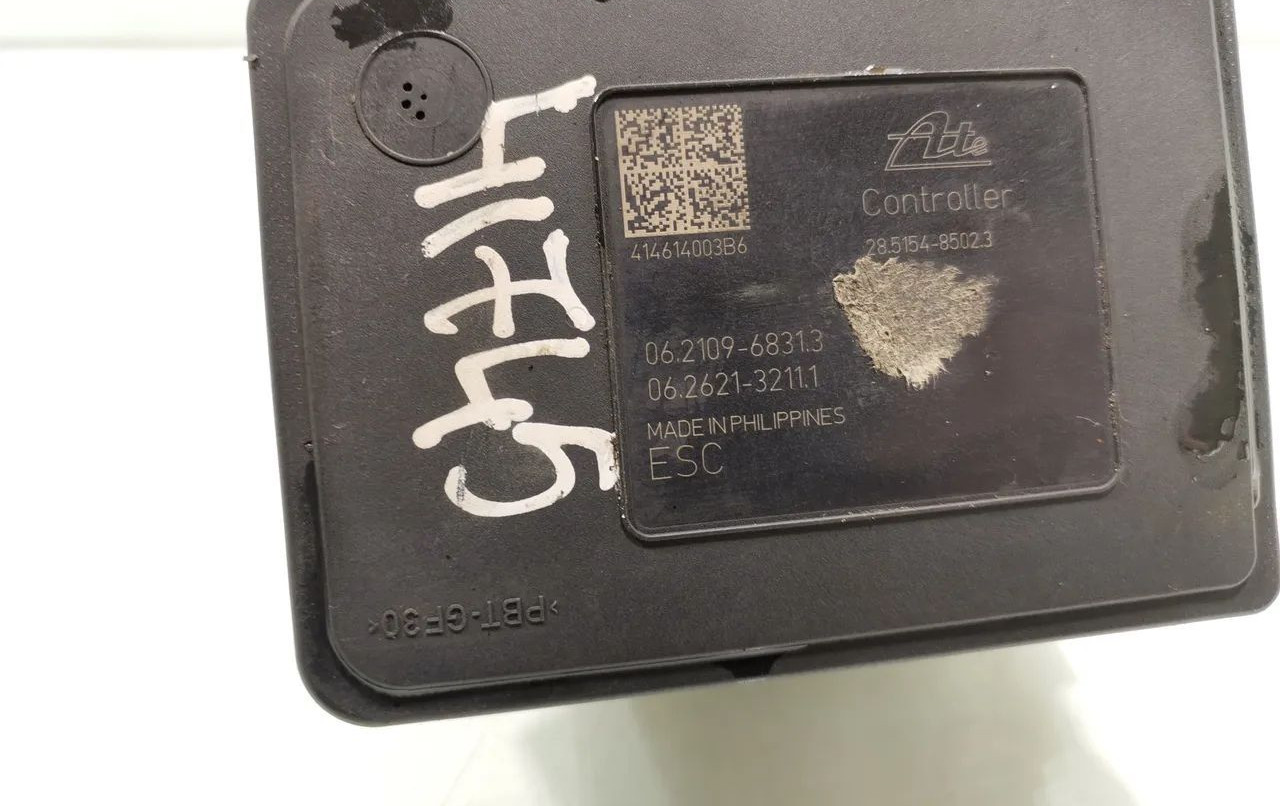 Ate
Controller
28.5154-8502.3
414614003B6
06.2109-6831.3
06.2621-3211.1
MADE IN PHILIPPINES
ESC
>PBT-GF30<